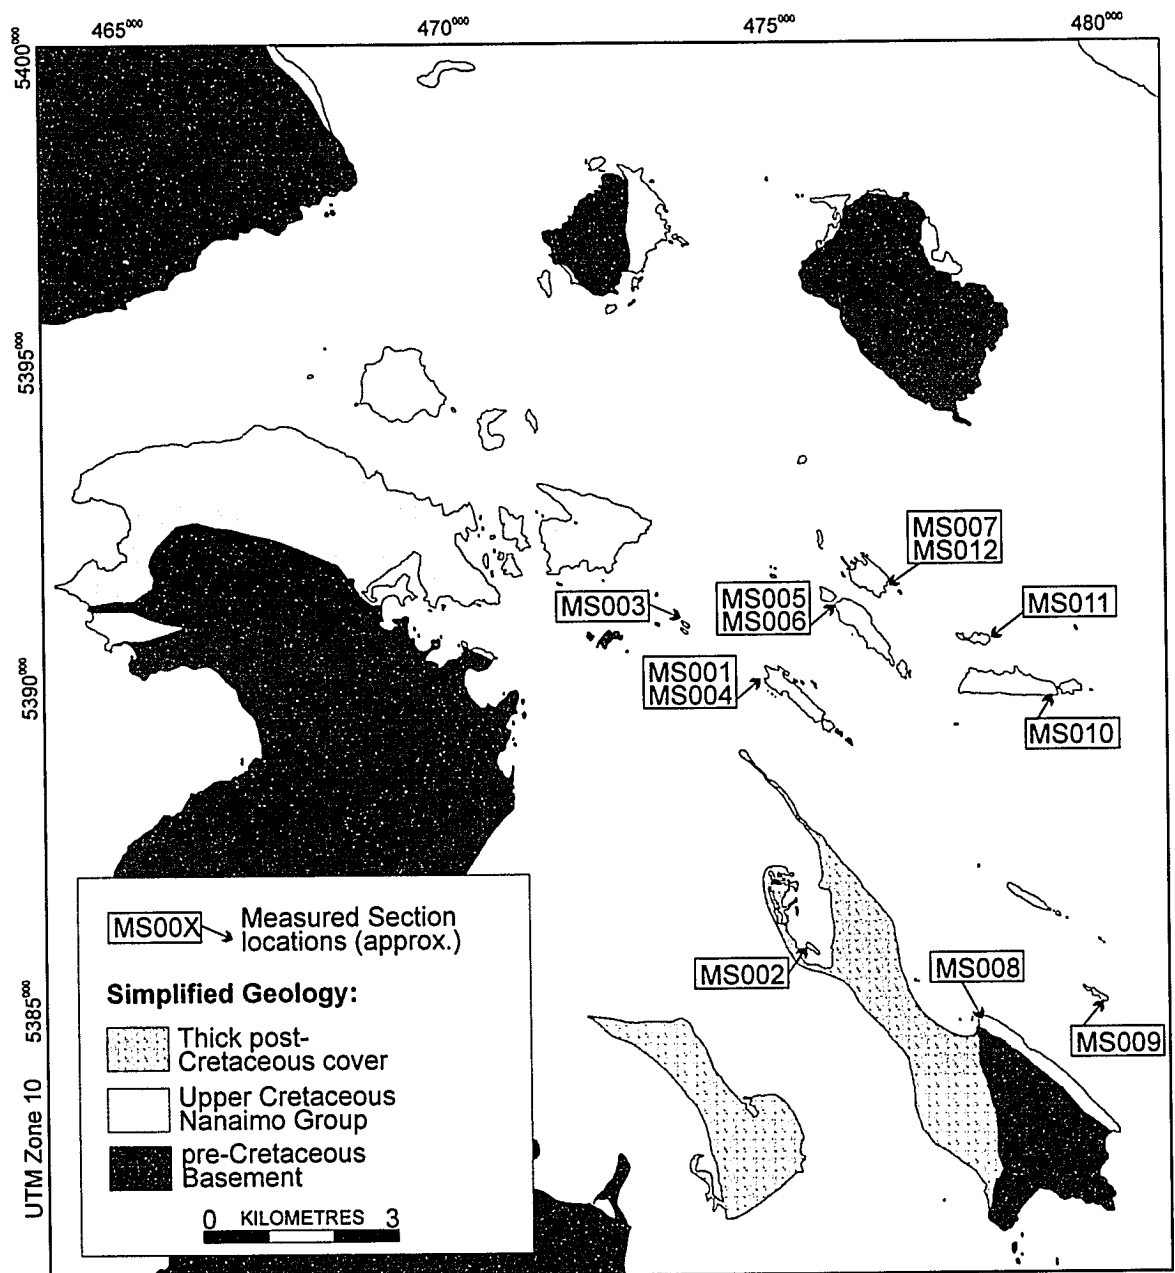 465000 470000 475000 480000
5400000
5395000
5390000
5385000
UTM Zone 10
MS007
MS012
MS003
MS005
MS006
MS011
MS001
MS004
MS010
MS002
MS008
MS009
MS00X
Measured Section
locations (approx.)
Simplified Geology:
Thick post-
Cretaceous cover
Upper Cretaceous
Nanaimo Group
pre-Cretaceous
Basement
0 KILOMETRES 3